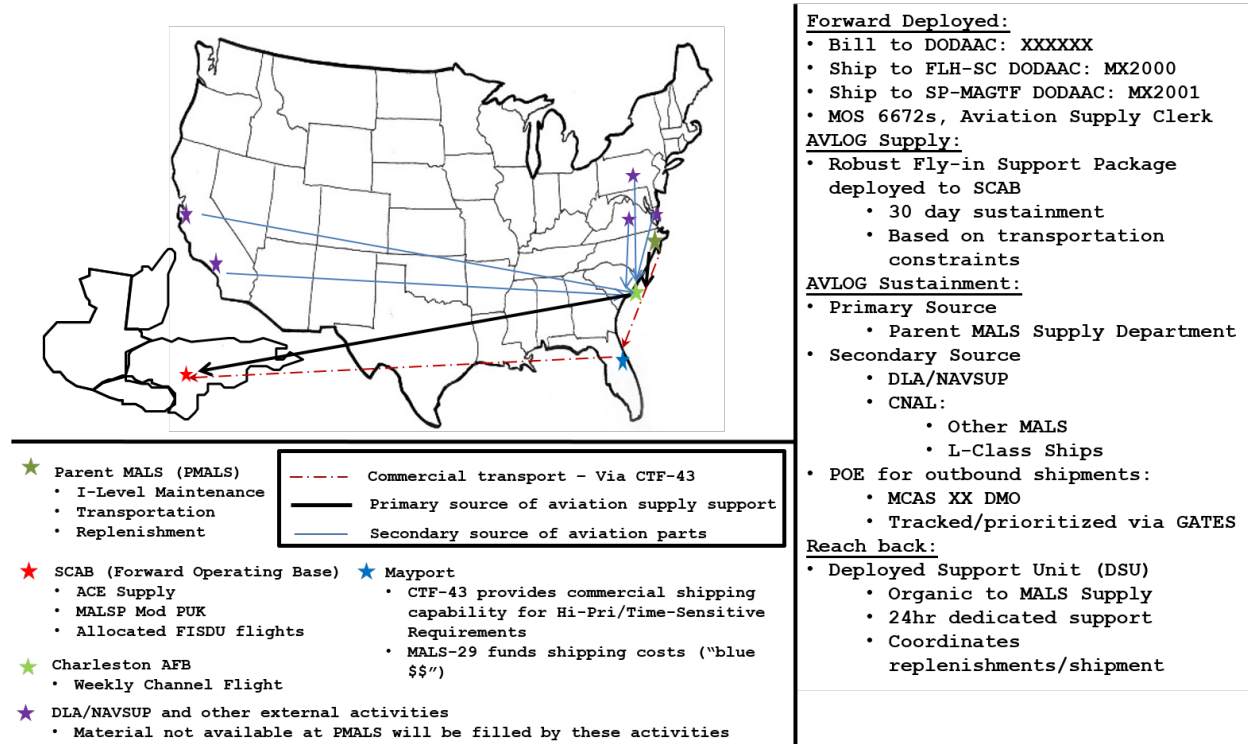 Forward Deployed:
• Bill to DODAAC: XXXXXX
• Ship to FLH-SC DODAAC: MX2000
• Ship to SP-MAGTF DODAAC: MX2001
• MOS 6672s, Aviation Supply Clerk
AVLOG Supply:
• Robust Fly-in Support Package
deployed to SCAB
• 30 day sustainment
• Based on transportation
constraints
AVLOG Sustainment:
• Primary Source
• Parent MALS Supply Department
• Secondary Source
• DLA/NAVSUP
• CNAL:
• Other MALS
• L-Class Ships
• POE for outbound shipments:
• MCAS XX DMO
• Tracked/prioritized via GATES
Reach back:
• Deployed Support Unit (DSU)
• Organic to MALS Supply
• 24hr dedicated support
• Coordinates
replenishments/shipment
Parent MALS (PMALS)
• I-Level Maintenance
• Transportation
• Replenishment
Commercial transport – Via CTF-43
Primary source of aviation supply support
Secondary source of aviation parts
SCAB (Forward Operating Base)
• ACE Supply
• MALSP Mod PUK
• Allocated FISDU flights
Mayport
• CTF-43 provides commercial shipping
capability for Hi-Pri/Time-Sensitive
Requirements
• MALS-29 funds shipping costs (“blue
$$”)
Charleston AFB
• Weekly Channel Flight
DLA/NAVSUP and other external activities
• Material not available at PMALS will be filled by these activities